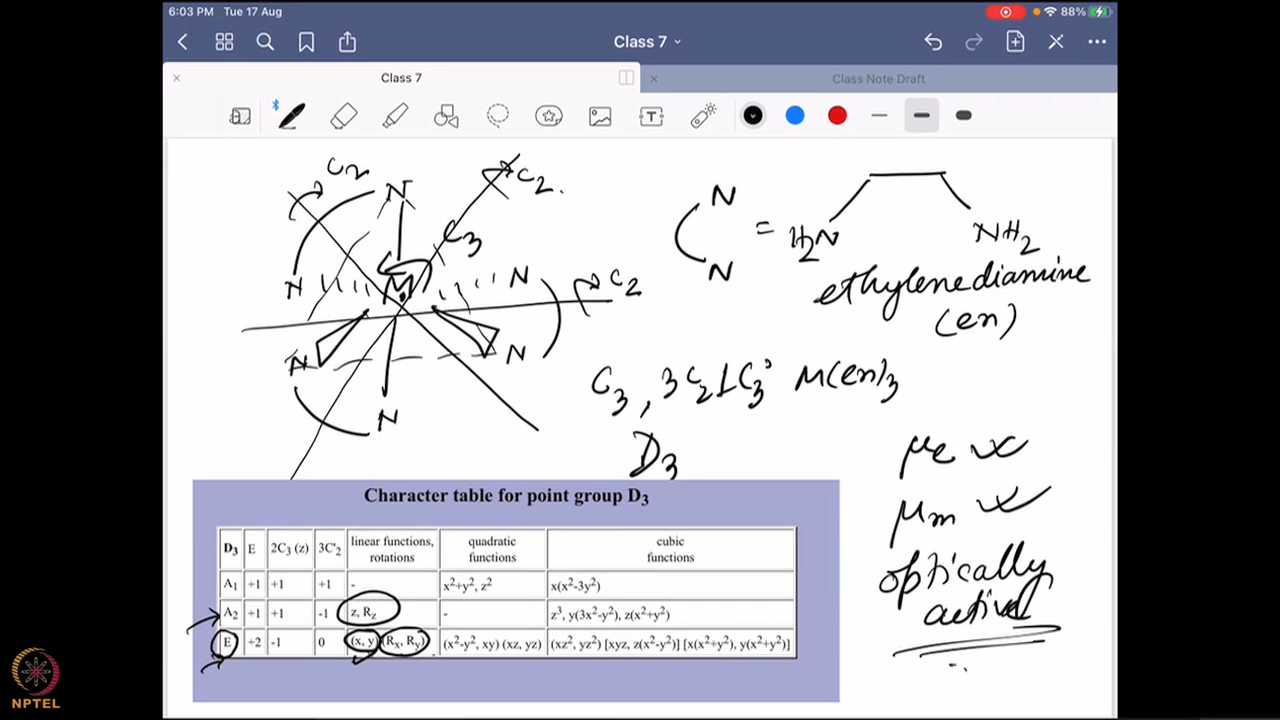 6:03 PM Tue 17 Aug 88%
Class 7
Class 7 Class Note Draft
C2
N
C2
C3
N M N C2
N N
N
N
N = H2N NH2
ethylenediamine
(en)
C3, 3C2 ⊥ C3 M(en)3
D3
μe
μm
optically
active
Character table for point group D3
D3 E 2C3 (z) 3C'2 linear functions, rotations quadratic functions cubic functions
A1 +1 +1 +1 - x²+y², z² x(x²-3y²)
A2 +1 +1 -1 z, Rz - z³, y(3x²-y²), z(x²+y²)
E +2 -1 0 (x, y) (Rx, Ry) (x²-y², xy) (xz, yz) (xz², yz²) [xyz, z(x²-y²)] [x(x²+y²), y(x²+y²)]
NPTEL